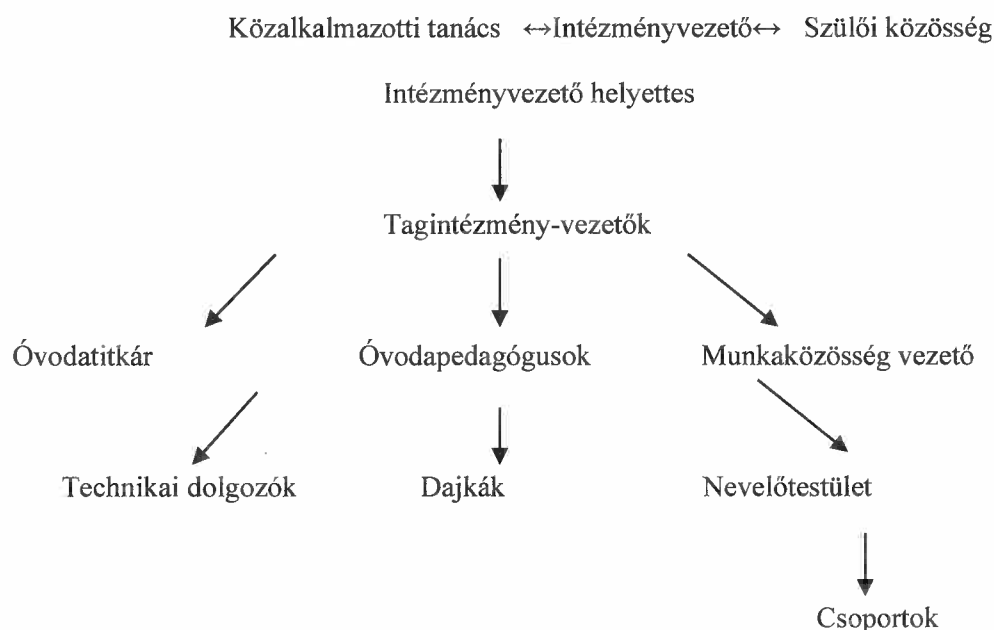 Közalkalmazotti tanács ↔Intézményvezető↔ Szülői közösség
Intézményvezető helyettes
Tagintézmény-vezetők
Óvodatitkár Óvodapedagógusok Munkaközösség vezető
Technikai dolgozók Dajkák Nevelőtestület
Csoportok